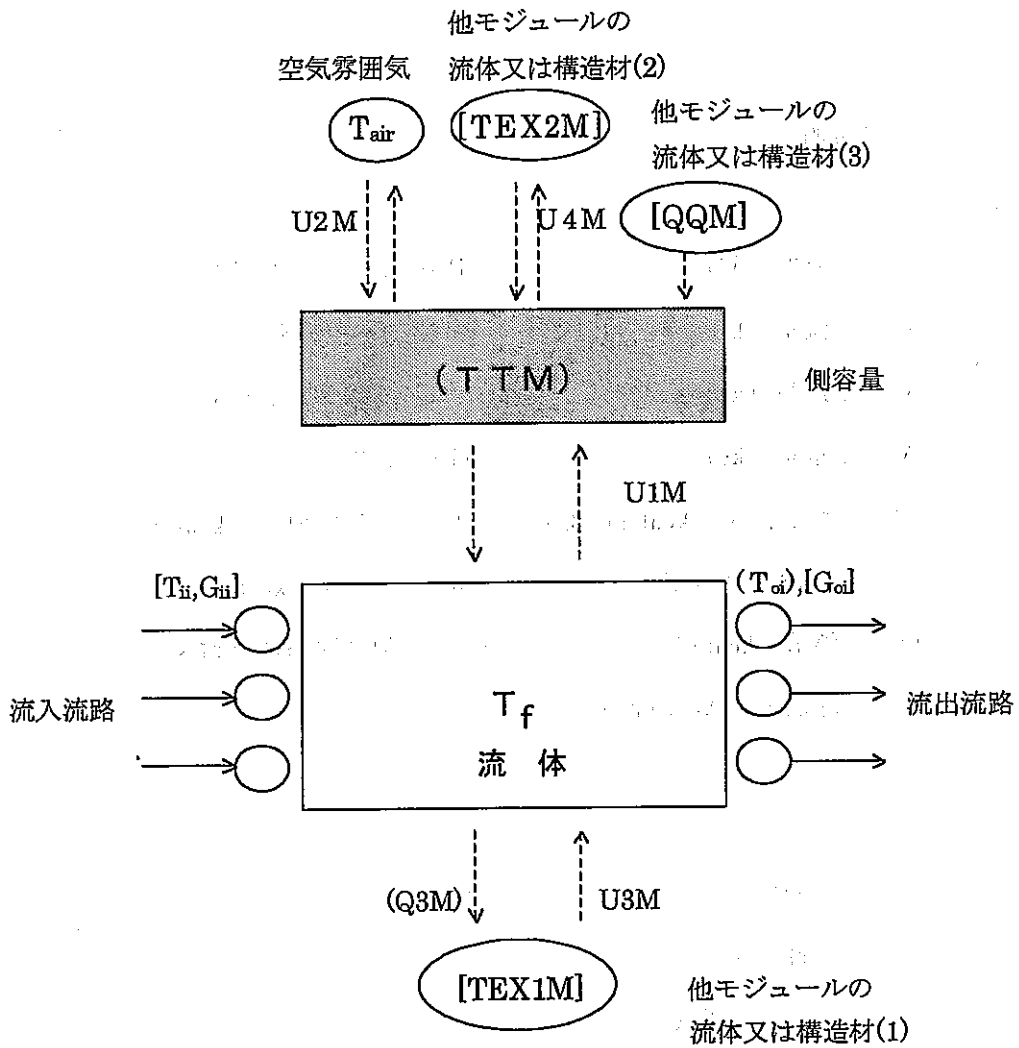 他モジュールの
流体又は構造材(2)
空気雰囲気
Tair
[TEX2M]
他モジュールの
流体又は構造材(3)
[QQM]
U2M
U4M
(TTM)
側容量
U1M
[Tii,Gii]
(Toi),[Goi]
流入流路
Tf
流体
流出流路
(Q3M)
U3M
[TEX1M]
他モジュールの
流体又は構造材(1)